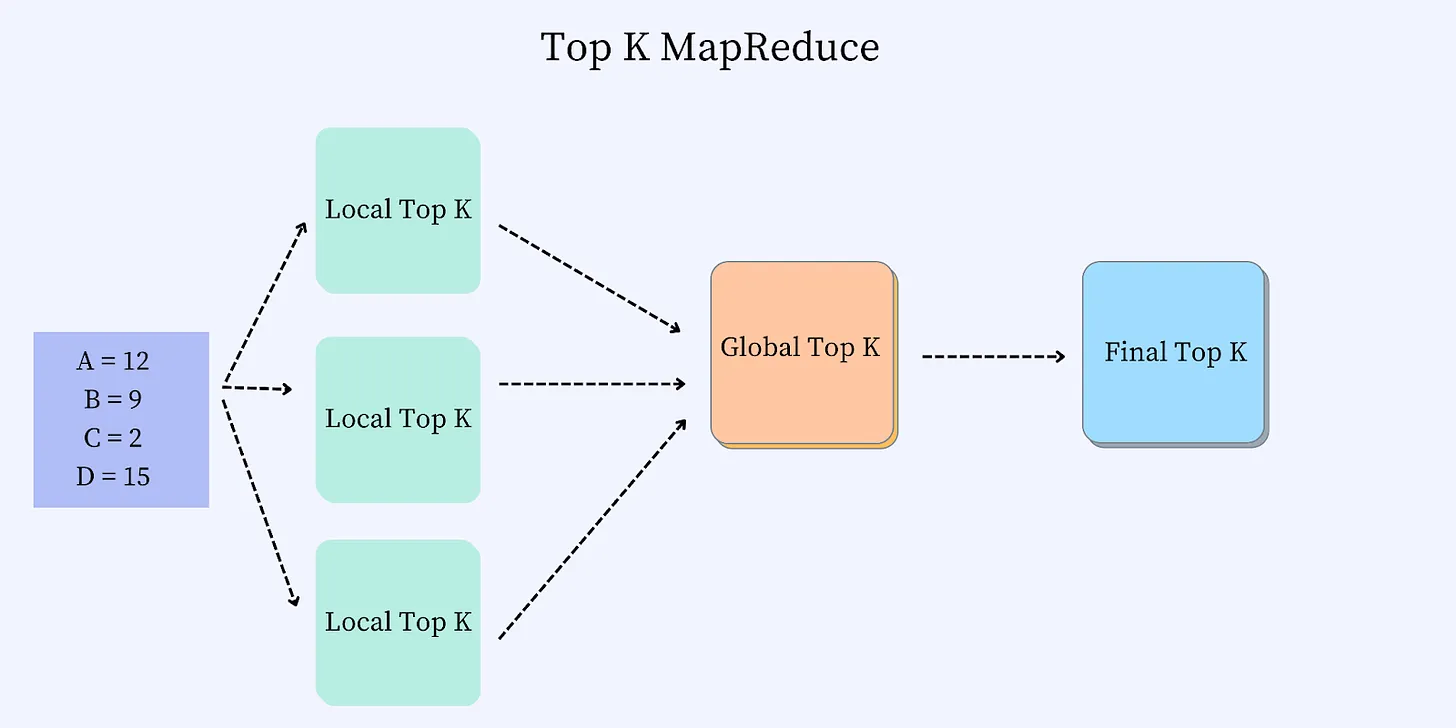 Top K MapReduce
Local Top K
A = 12
B = 9
C = 2
D = 15
Local Top K
Local Top K
Global Top K
Final Top K